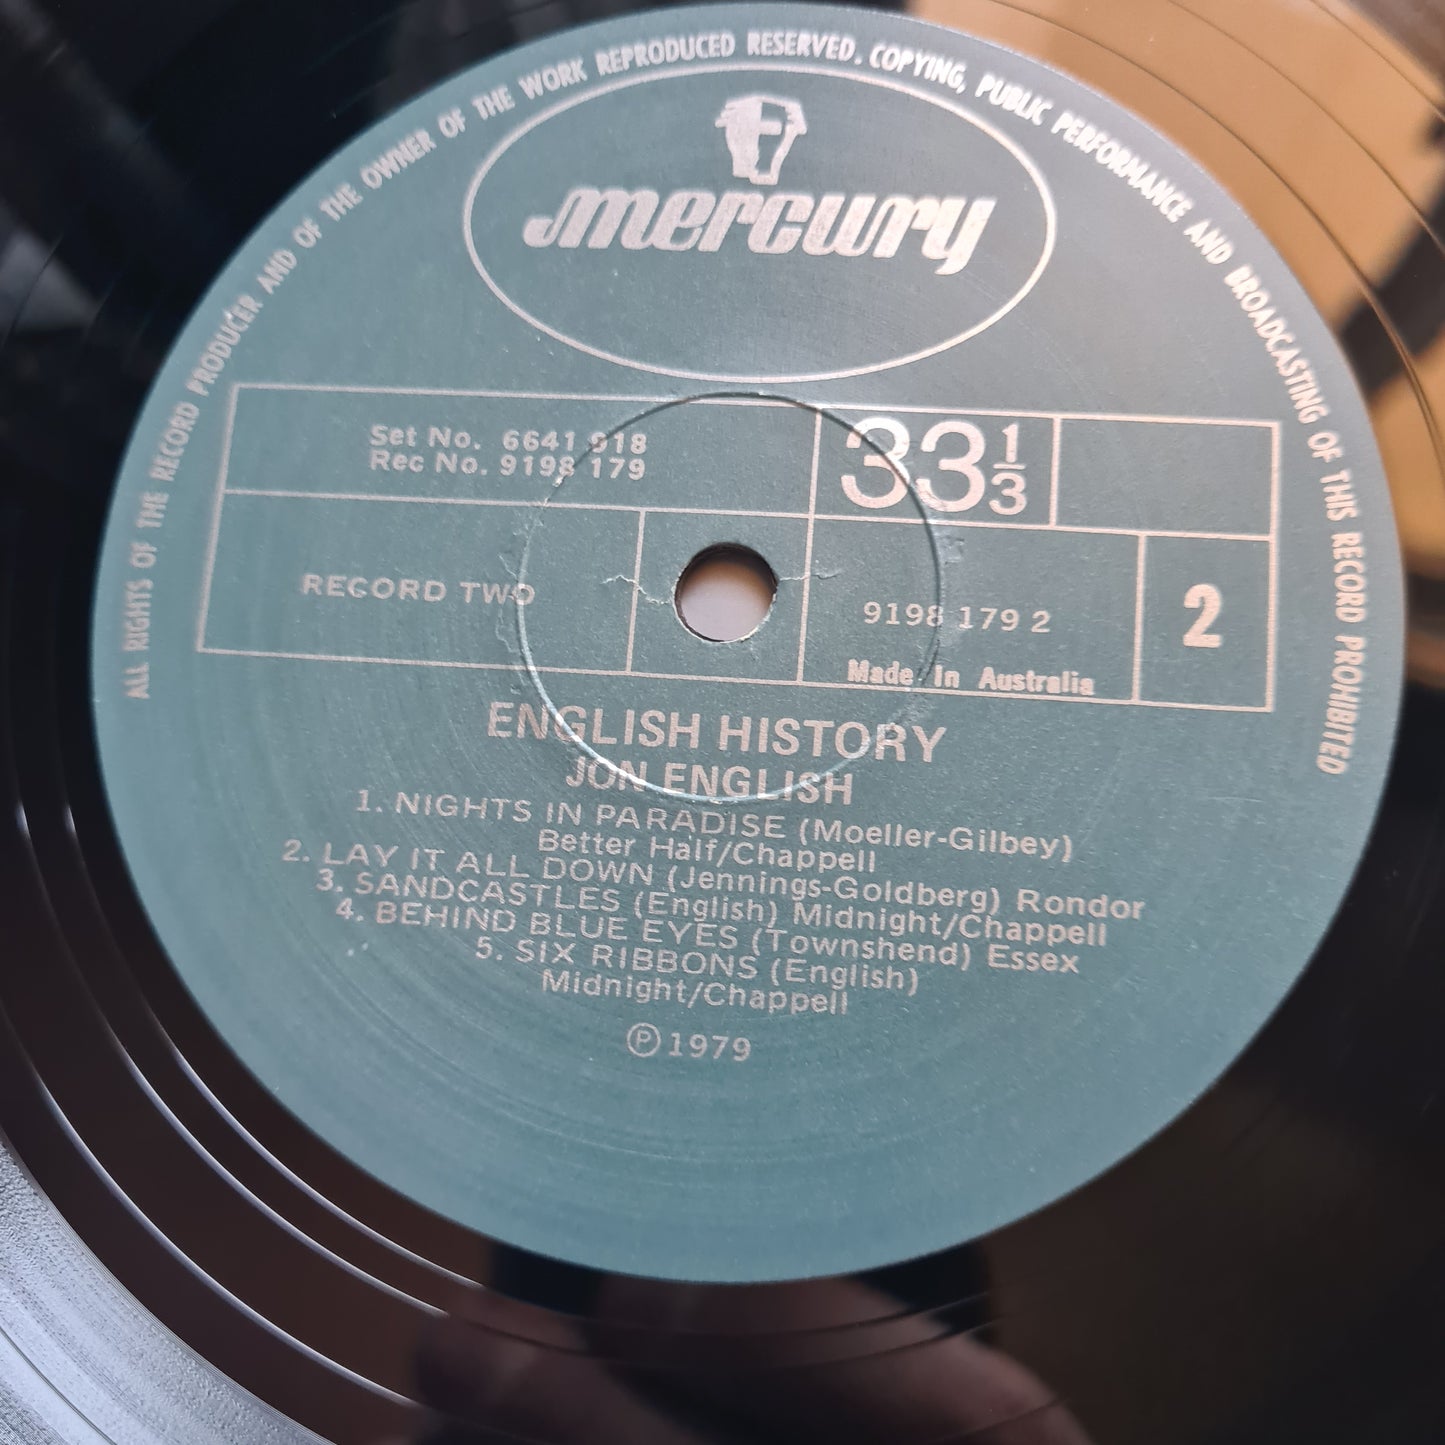 ALL RIGHTS OF THE RECORD PRODUCER AND OF THE OWNER OF THE WORK REPRODUCED RESERVED. COPYING, PUBLIC PERFORMANCE AND BROADCASTING OF THIS RECORD PROHIBITED
mercury
Set No. 6641 918
Rec No. 9198 179
33 1/3
RECORD TWO
9198 179 2
2
Made In Australia
ENGLISH HISTORY
JON ENGLISH
1. NIGHTS IN PARADISE (Moeller-Gilbey)
Better Half/Chappell
2. LAY IT ALL DOWN (Jennings-Goldberg) Rondor
3. SANDCASTLES (English) Midnight/Chappell
4. BEHIND BLUE EYES (Townshend) Essex
5. SIX RIBBONS (English)
Midnight/Chappell
Ⓟ 1979